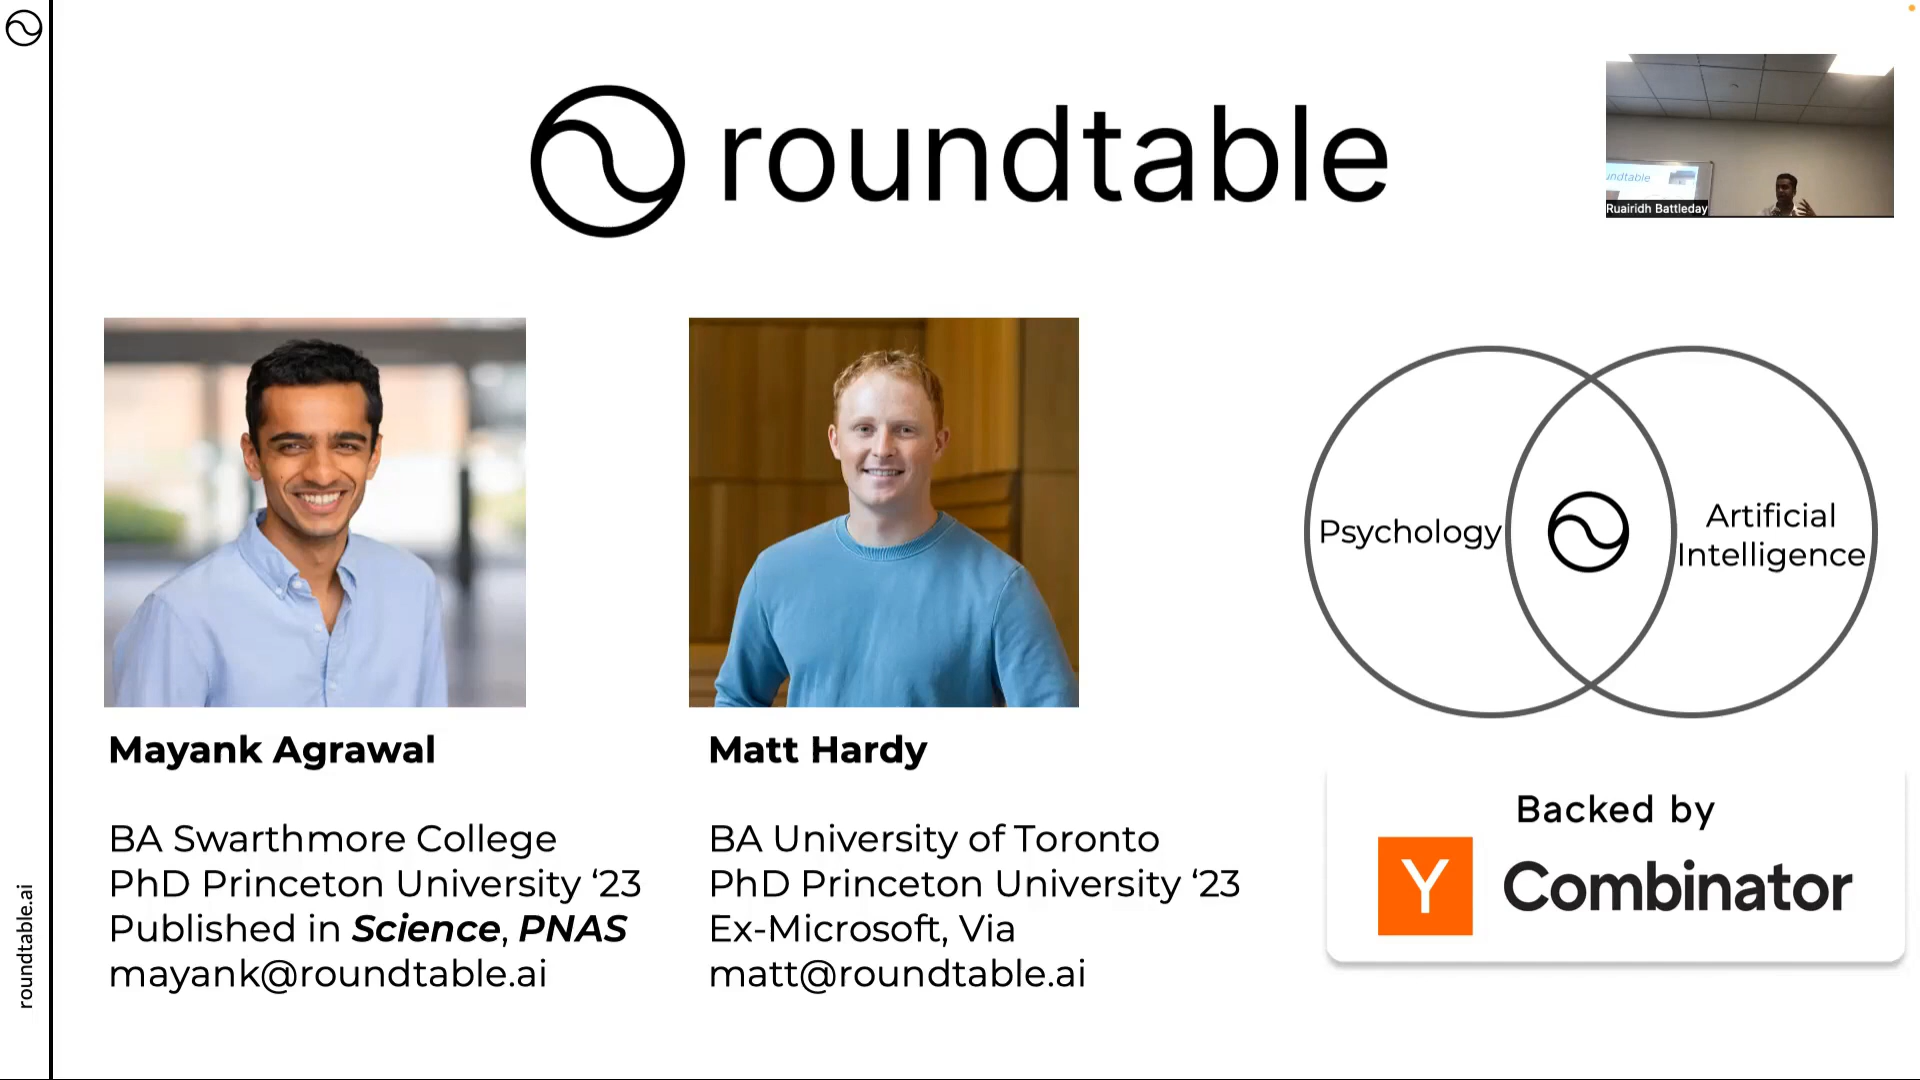 roundtable
undtable
Ruairidh Battleday
Psychology
Artificial
Intelligence
Mayank Agrawal
BA Swarthmore College
PhD Princeton University ‘23
Published in Science, PNAS
mayank@roundtable.ai
Matt Hardy
BA University of Toronto
PhD Princeton University ‘23
Ex-Microsoft, Via
matt@roundtable.ai
Backed by
Y Combinator
roundtable.ai